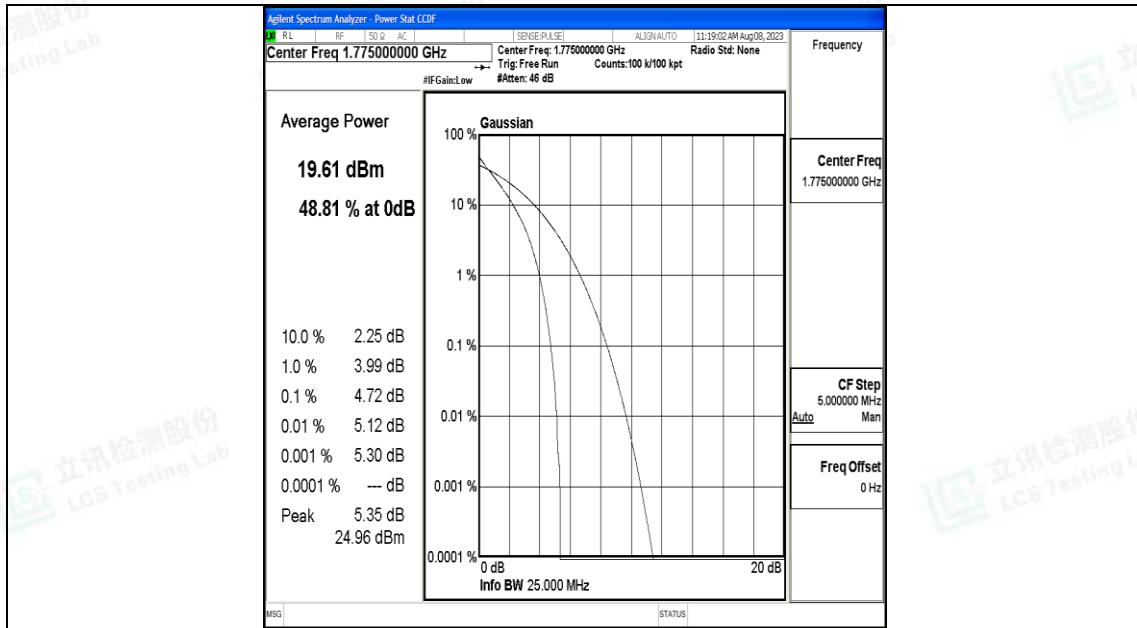 Agilent Spectrum Analyzer - Power Stat CCDF
RL RF 50 Ω AC SENSE:PULSE ALIGNAUTO 11:19:02 AM Aug 08, 2023
Center Freq 1.775000000 GHz
Center Freq: 1.775000000 GHz Radio Std: None
Trig: Free Run Counts:100 k/100 kpt
#IFGain:Low #Atten: 46 dB
Frequency
Average Power
19.61 dBm
48.81 % at 0dB
10.0 % 2.25 dB
1.0 % 3.99 dB
0.1 % 4.72 dB
0.01 % 5.12 dB
0.001 % 5.30 dB
0.0001 % --- dB
Peak 5.35 dB
24.96 dBm
Gaussian
100 %
10 %
1 %
0.1 %
0.01 %
0.001 %
0.0001 %
0 dB 20 dB
Info BW 25.000 MHz
Center Freq
1.775000000 GHz
CF Step
5.000000 MHz
Auto Man
Freq Offset
0 Hz
MSG STATUS
立讯检测股份
LCS Testing Lab
立讯检测股份